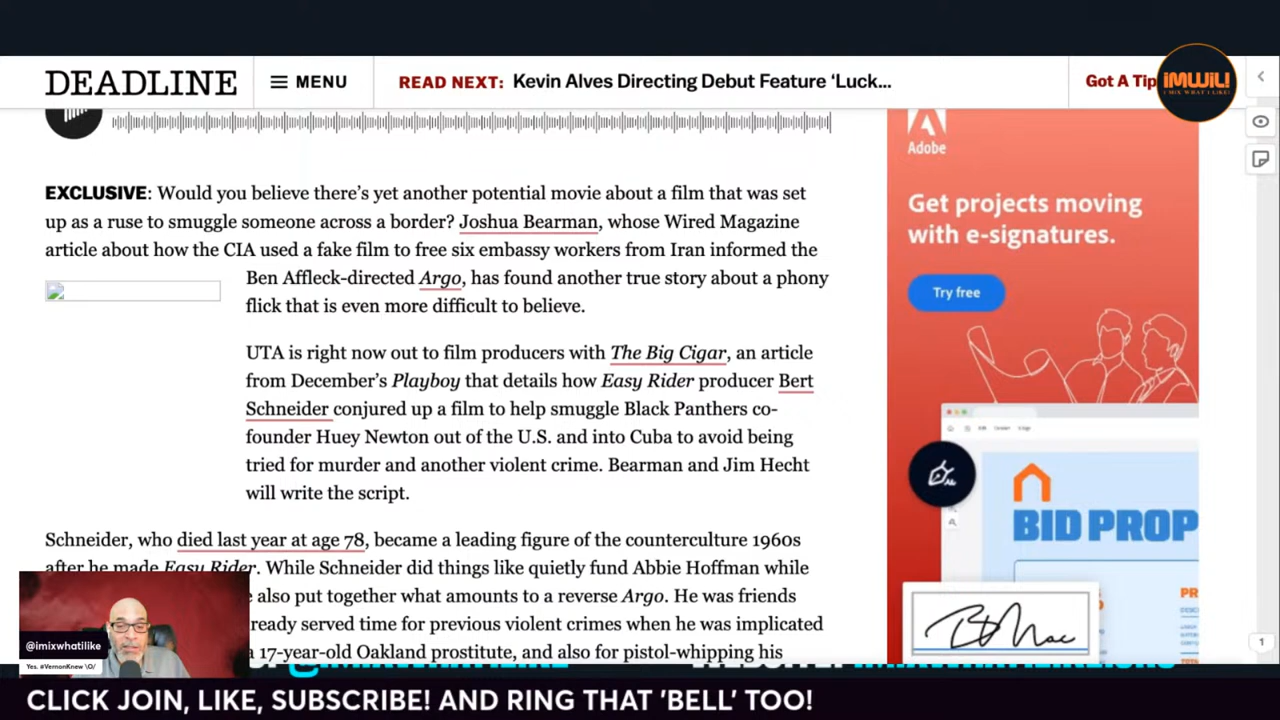 DEADLINE
MENU
READ NEXT: Kevin Alves Directing Debut Feature ‘Luck...
Got A Tip
iMWiL!
I MIX WHAT I LIKE!
EXCLUSIVE: Would you believe there’s yet another potential movie about a film that was set
up as a ruse to smuggle someone across a border? Joshua Bearman, whose Wired Magazine
article about how the CIA used a fake film to free six embassy workers from Iran informed the
Ben Affleck-directed Argo, has found another true story about a phony
flick that is even more difficult to believe.
UTA is right now out to film producers with The Big Cigar, an article
from December’s Playboy that details how Easy Rider producer Bert
Schneider conjured up a film to help smuggle Black Panthers co-
founder Huey Newton out of the U.S. and into Cuba to avoid being
tried for murder and another violent crime. Bearman and Jim Hecht
will write the script.
Schneider, who died last year at age 78, became a leading figure of the counterculture 1960s
after he made Easy Rider. While Schneider did things like quietly fund Abbie Hoffman while
also put together what amounts to a reverse Argo. He was friends
ready served time for previous violent crimes when he was implicated
a 17-year-old Oakland prostitute, and also for pistol-whipping his
Adobe
Get projects moving
with e-signatures.
Try free
BID PROP
PR
1
@imixwhatilike
Yes. #VernonKnew \O/
CLICK JOIN, LIKE, SUBSCRIBE! AND RING THAT 'BELL' TOO!